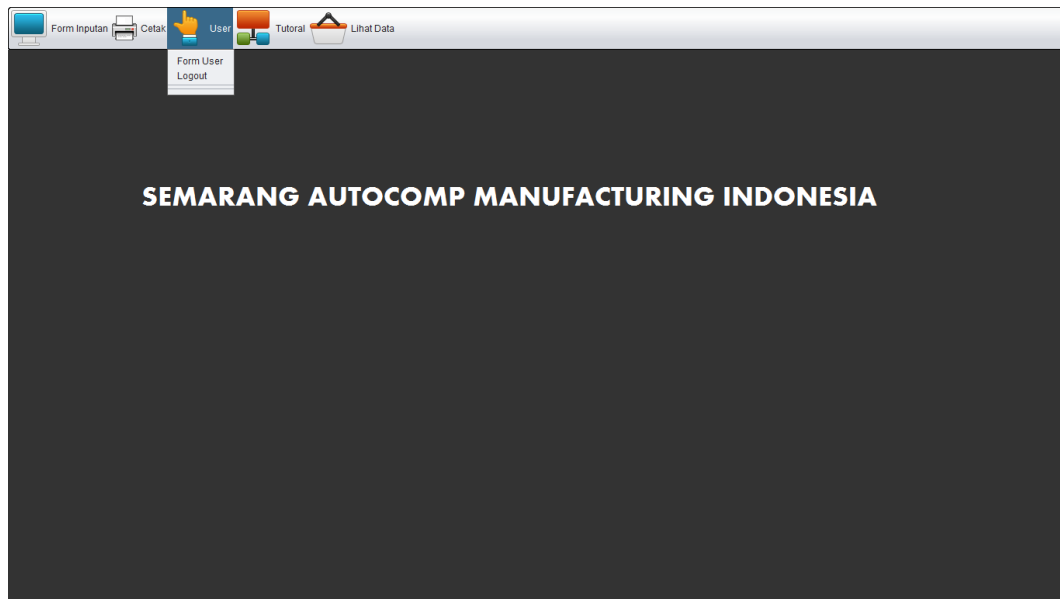 Form Inputan Cetak User Tutoral Lihat Data
Form User
Logout
SEMARANG AUTOCOMP MANUFACTURING INDONESIA